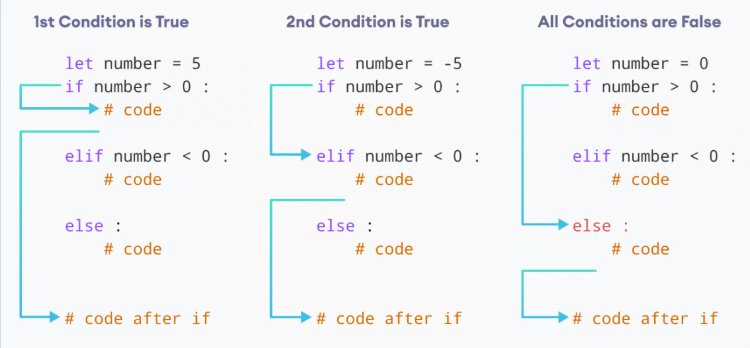 1st Condition is True
let number = 5
if number > 0 :
# code
elif number < 0 :
# code
else :
# code
# code after if
2nd Condition is True
let number = -5
if number > 0 :
# code
elif number < 0 :
# code
else :
# code
# code after if
All Conditions are False
let number = 0
if number > 0 :
# code
elif number < 0 :
# code
else :
# code
# code after if